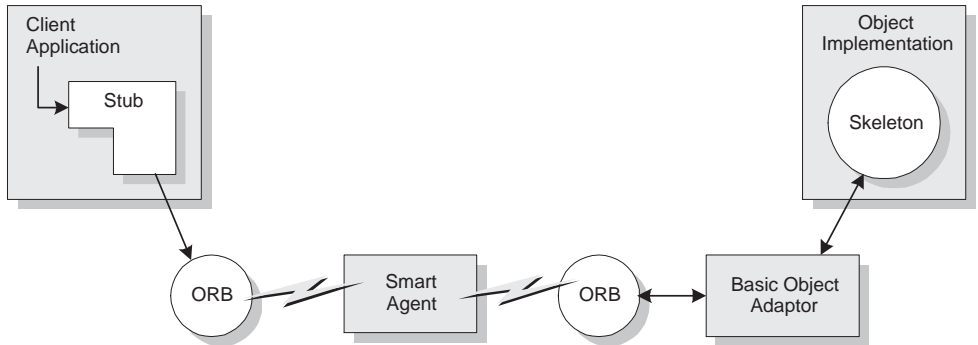 Client
Application
Stub
Object
Implementation
Skeleton
ORB
Smart
Agent
ORB
Basic Object
Adaptor